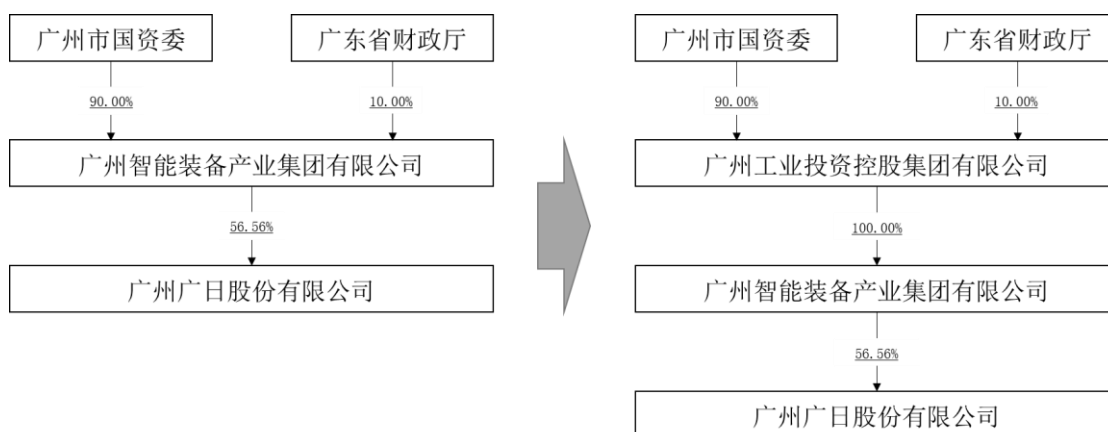 广州市国资委
广东省财政厅
90.00%
10.00%
广州智能装备产业集团有限公司
56.56%
广州广日股份有限公司
广州市国资委
广东省财政厅
90.00%
10.00%
广州工业投资控股集团有限公司
100.00%
广州智能装备产业集团有限公司
56.56%
广州广日股份有限公司